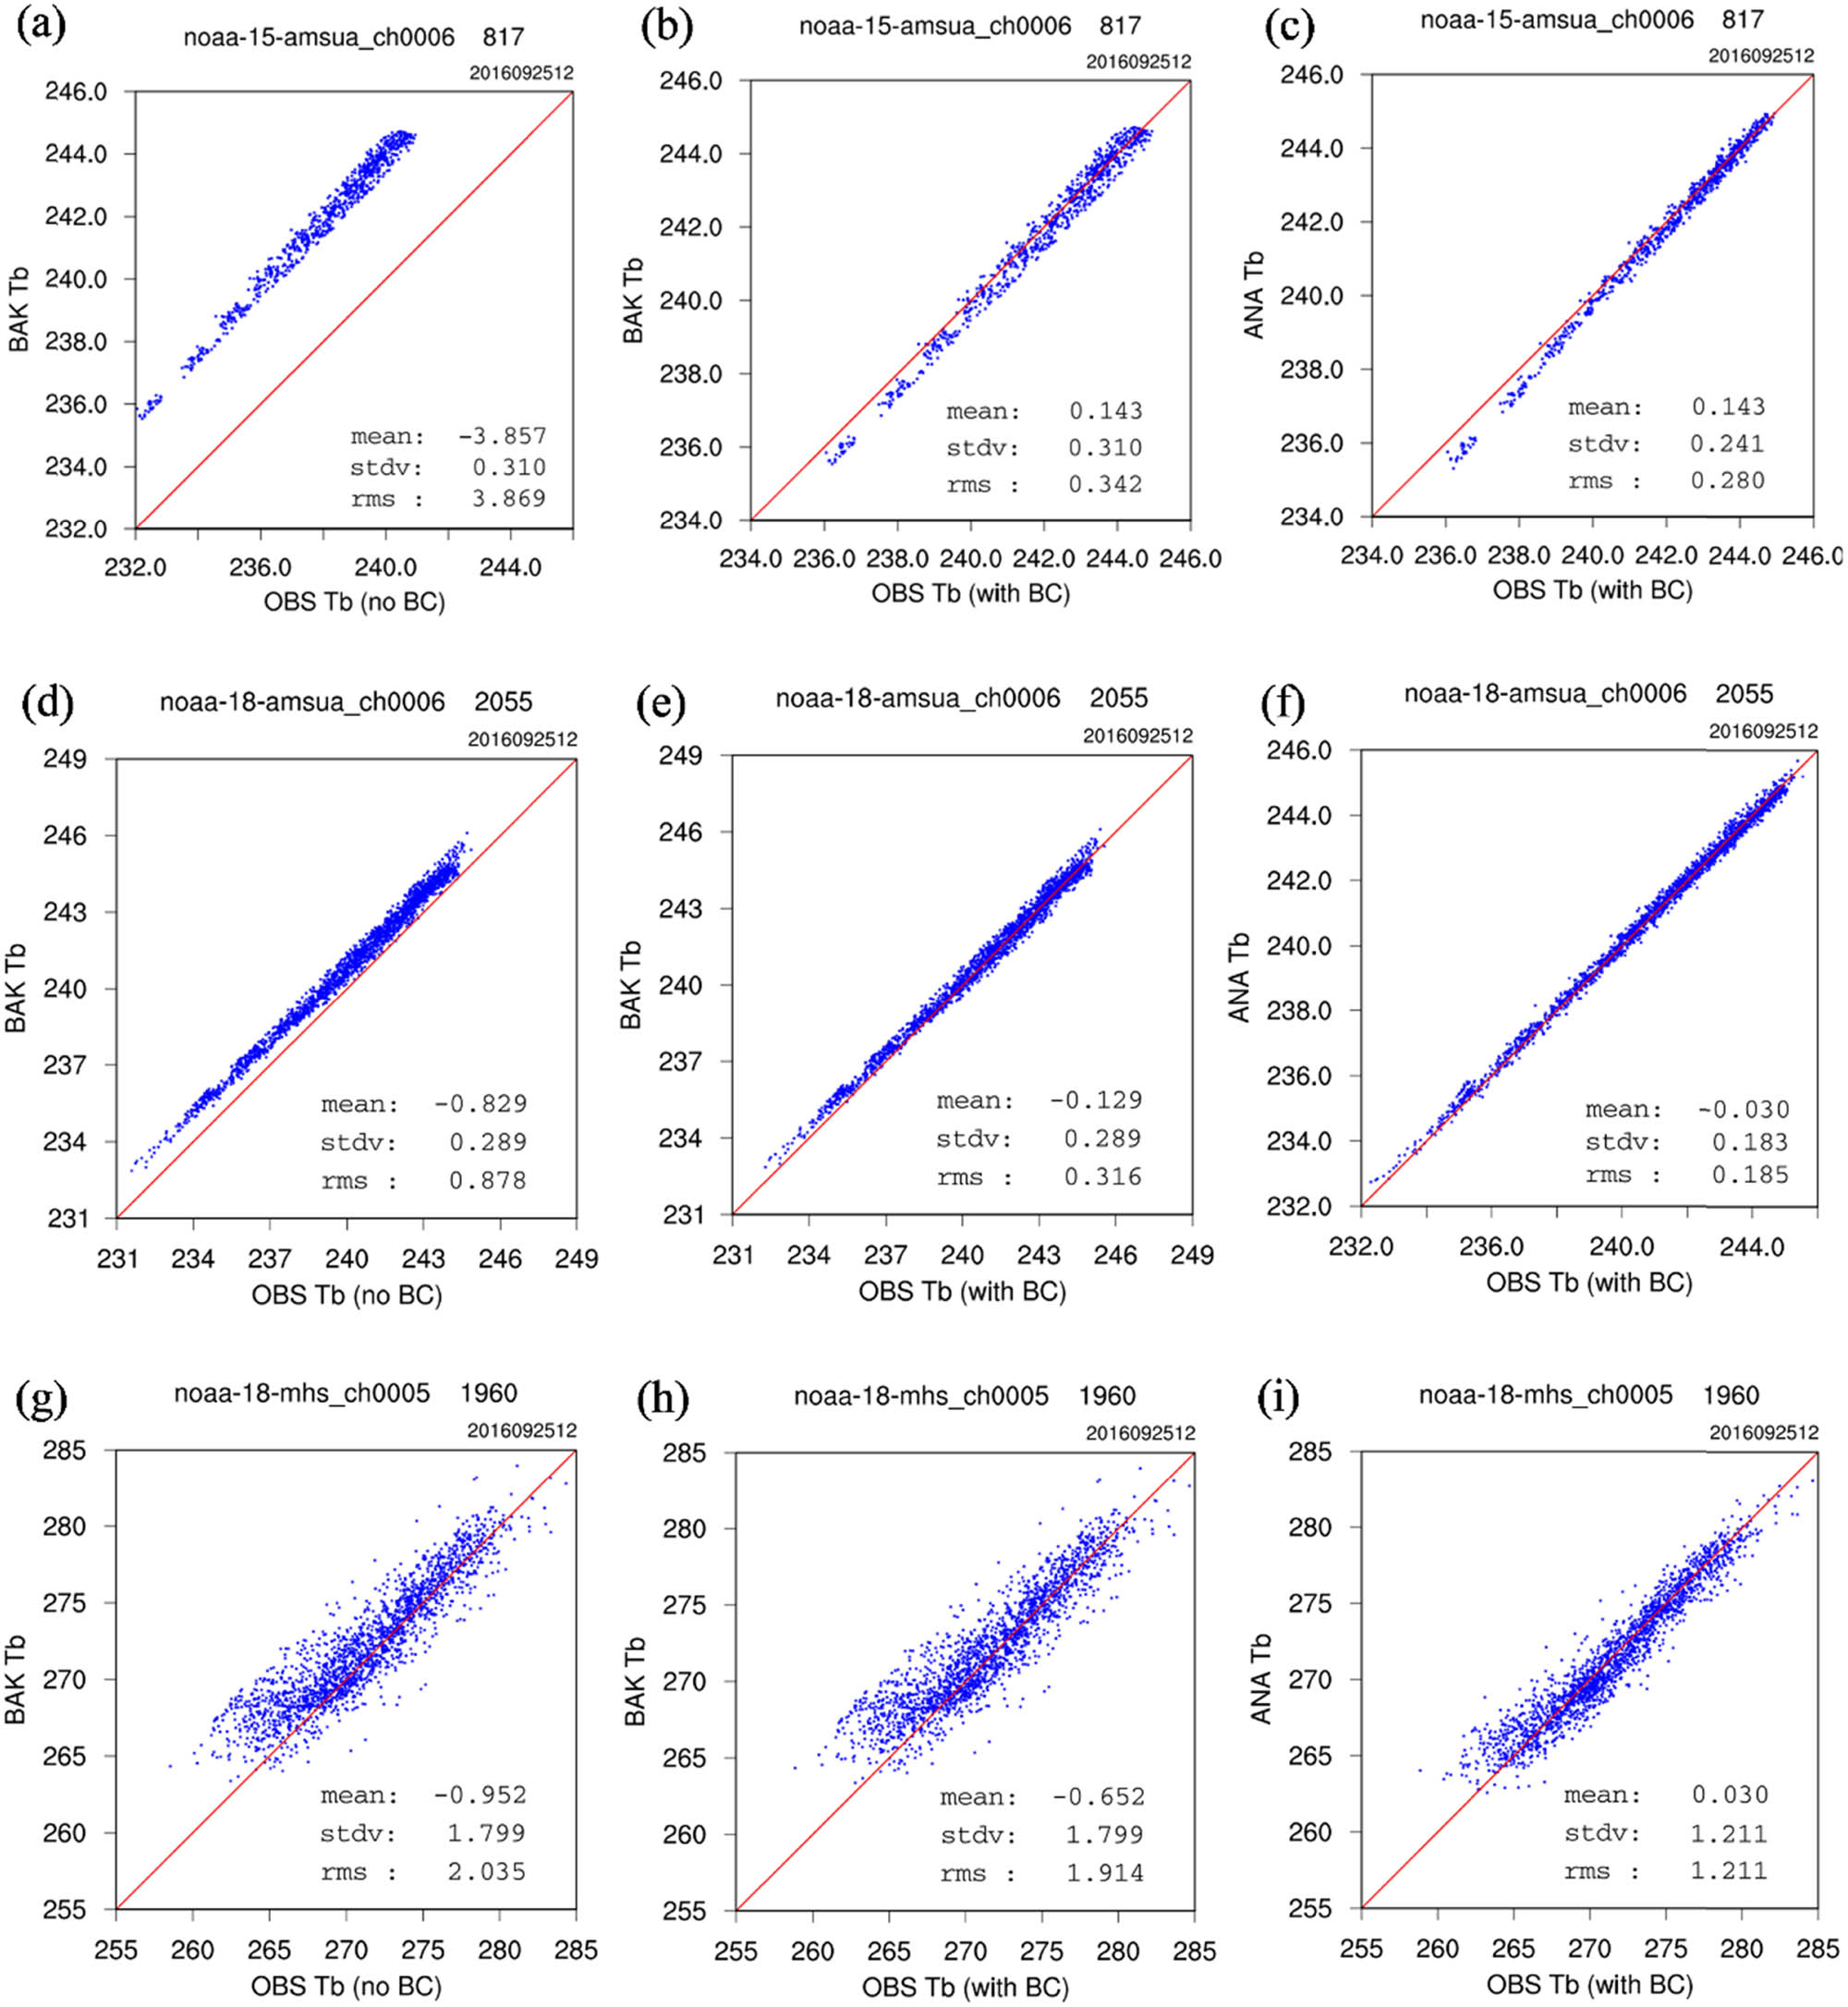 (a)
noaa-15-amsua_ch0006 817
2016092512
246.0
244.0
242.0
240.0
238.0
236.0
234.0
232.0
BAK Tb
mean: -3.857
stdv: 0.310
rms : 3.869
232.0 236.0 240.0 244.0
OBS Tb (no BC)
(b)
noaa-15-amsua_ch0006 817
2016092512
246.0
244.0
242.0
240.0
238.0
236.0
234.0
BAK Tb
mean: 0.143
stdv: 0.310
rms : 0.342
234.0 236.0 238.0 240.0 242.0 244.0 246.0
OBS Tb (with BC)
(c)
noaa-15-amsua_ch0006 817
2016092512
246.0
244.0
242.0
240.0
238.0
236.0
234.0
ANA Tb
mean: 0.143
stdv: 0.241
rms : 0.280
234.0 236.0 238.0 240.0 242.0 244.0 246.0
OBS Tb (with BC)
(d)
noaa-18-amsua_ch0006 2055
2016092512
249
246
243
240
237
234
231
BAK Tb
mean: -0.829
stdv: 0.289
rms : 0.878
231 234 237 240 243 246 249
OBS Tb (no BC)
(e)
noaa-18-amsua_ch0006 2055
2016092512
249
246
243
240
237
234
231
BAK Tb
mean: -0.129
stdv: 0.289
rms : 0.316
231 234 237 240 243 246 249
OBS Tb (with BC)
(f)
noaa-18-amsua_ch0006 2055
2016092512
246.0
244.0
242.0
240.0
238.0
236.0
234.0
232.0
ANA Tb
mean: -0.030
stdv: 0.183
rms : 0.185
232.0 236.0 240.0 244.0
OBS Tb (with BC)
(g)
noaa-18-mhs_ch0005 1960
2016092512
285
280
275
270
265
260
255
BAK Tb
mean: -0.952
stdv: 1.799
rms : 2.035
255 260 265 270 275 280 285
OBS Tb (no BC)
(h)
noaa-18-mhs_ch0005 1960
2016092512
285
280
275
270
265
260
255
BAK Tb
mean: -0.652
stdv: 1.799
rms : 1.914
255 260 265 270 275 280 285
OBS Tb (with BC)
(i)
noaa-18-mhs_ch0005 1960
2016092512
285
280
275
270
265
260
255
ANA Tb
mean: 0.030
stdv: 1.211
rms : 1.211
255 260 265 270 275 280 285
OBS Tb (with BC)